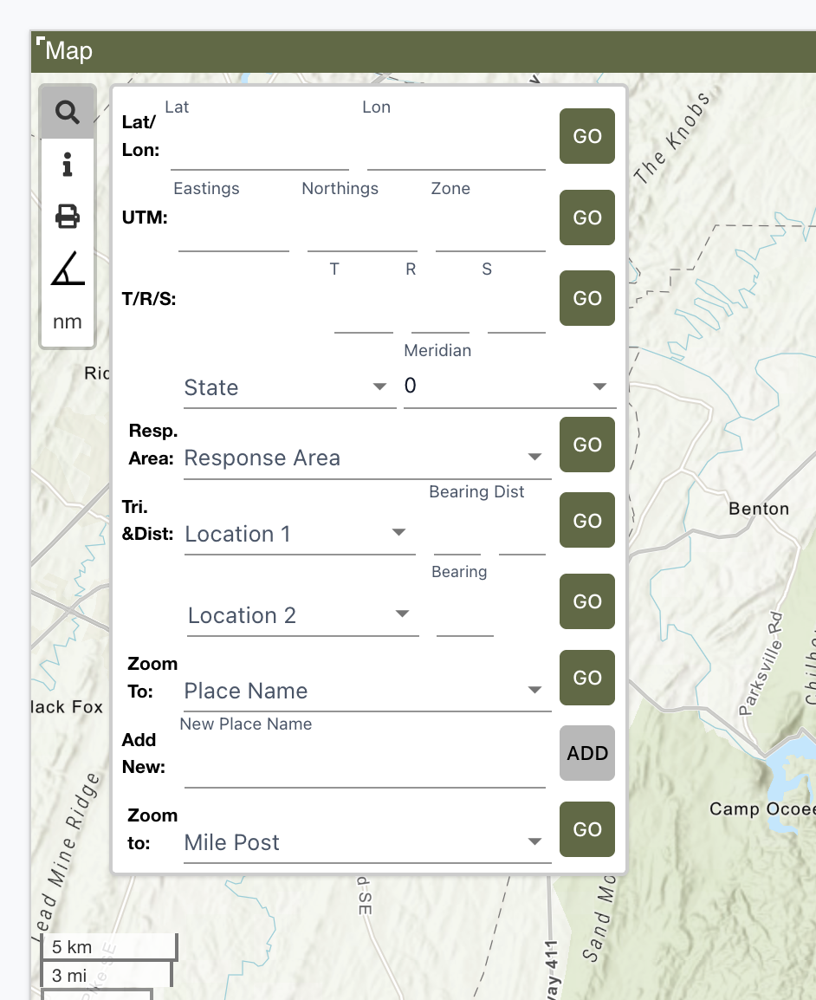 Map
Lat Lon
Lat/
Lon:
GO
The Knobs
Eastings Northings Zone
UTM:
GO
T R S
T/R/S:
GO
nm
Meridian
State 0
Resp.
Area: Response Area
GO
Bearing Dist
Tri.
&Dist: Location 1
GO
Benton
Bearing
Location 2
GO
Parksville Rd
Zoom
To: Place Name
GO
lack Fox
New Place Name
Add
New:
ADD
Camp Ocoee
Zoom
to: Mile Post
GO
Lead Mine Ridge
d SE
Sand Mo
5 km
3 mi
Pike SE
way 411